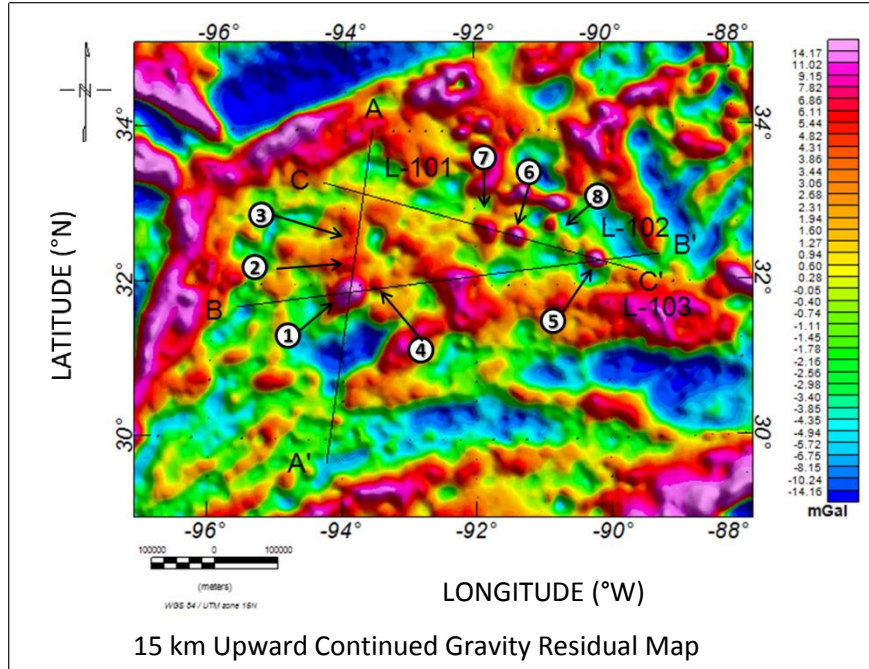 -96° -94° -92° -90° -88°
N
34° 34°
A
L-101
C
7
6
8
3
L-102
B'
2
32° 32°
C'
B
L-103
1
4
5
30° 30°
A'
-96° -94° -92° -90° -88°
LATITUDE (°N)
14.17
11.02
9.15
7.82
6.86
6.11
5.44
4.82
4.31
3.85
3.44
3.06
2.68
2.31
1.94
1.60
1.27
0.94
0.60
0.28
-0.05
-0.40
-0.74
-1.11
-1.45
-1.78
-2.16
-2.56
-2.98
-3.40
-3.84
-4.35
-4.94
-5.72
-6.75
-8.15
-10.24
-14.16
mGal
100000 0 100000
(meters)
WGS 84 / UTM zone 15N
LONGITUDE (°W)
15 km Upward Continued Gravity Residual Map